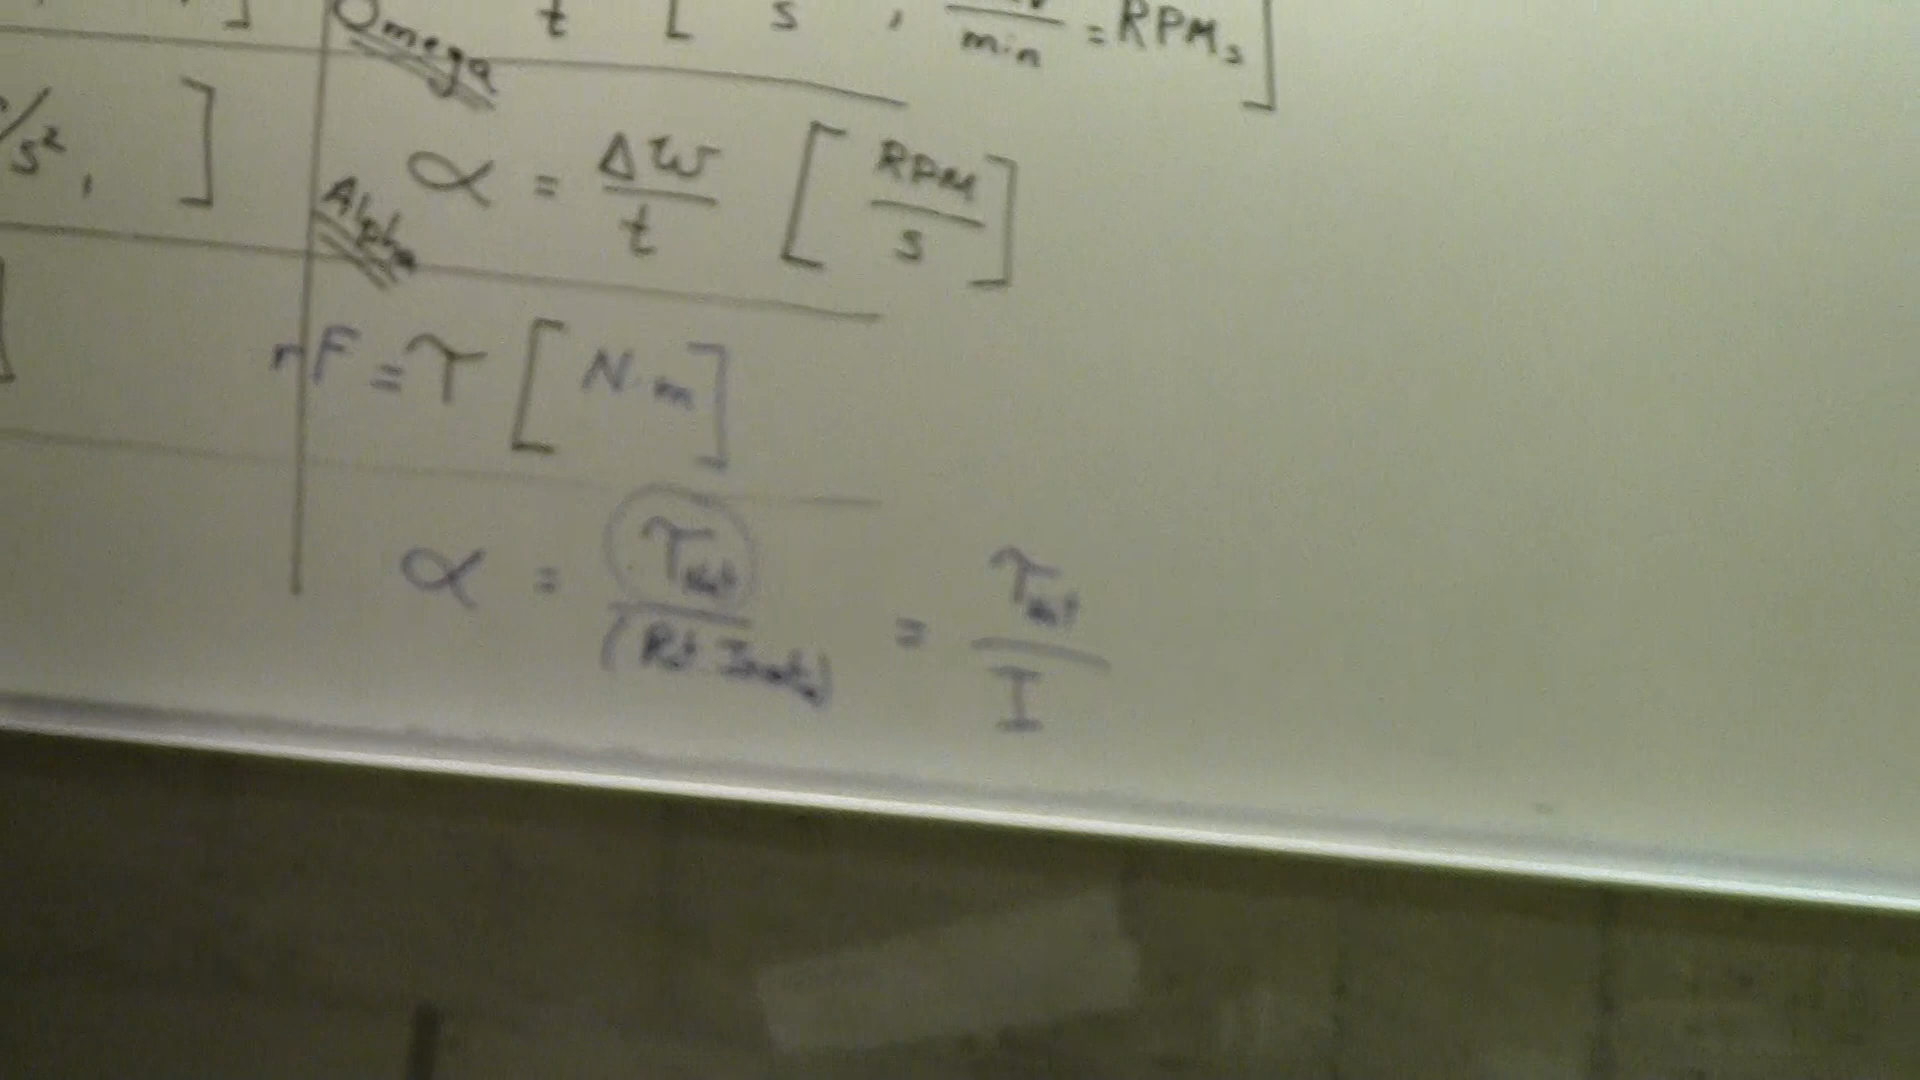 t [ s , min = RPMs ]
Omega
/s², ]
α = Δω / t [ RPM / s ]
Alpha
rF = τ [ N·m ]
α = τnet / (Rot. Inertia) = τnet / I